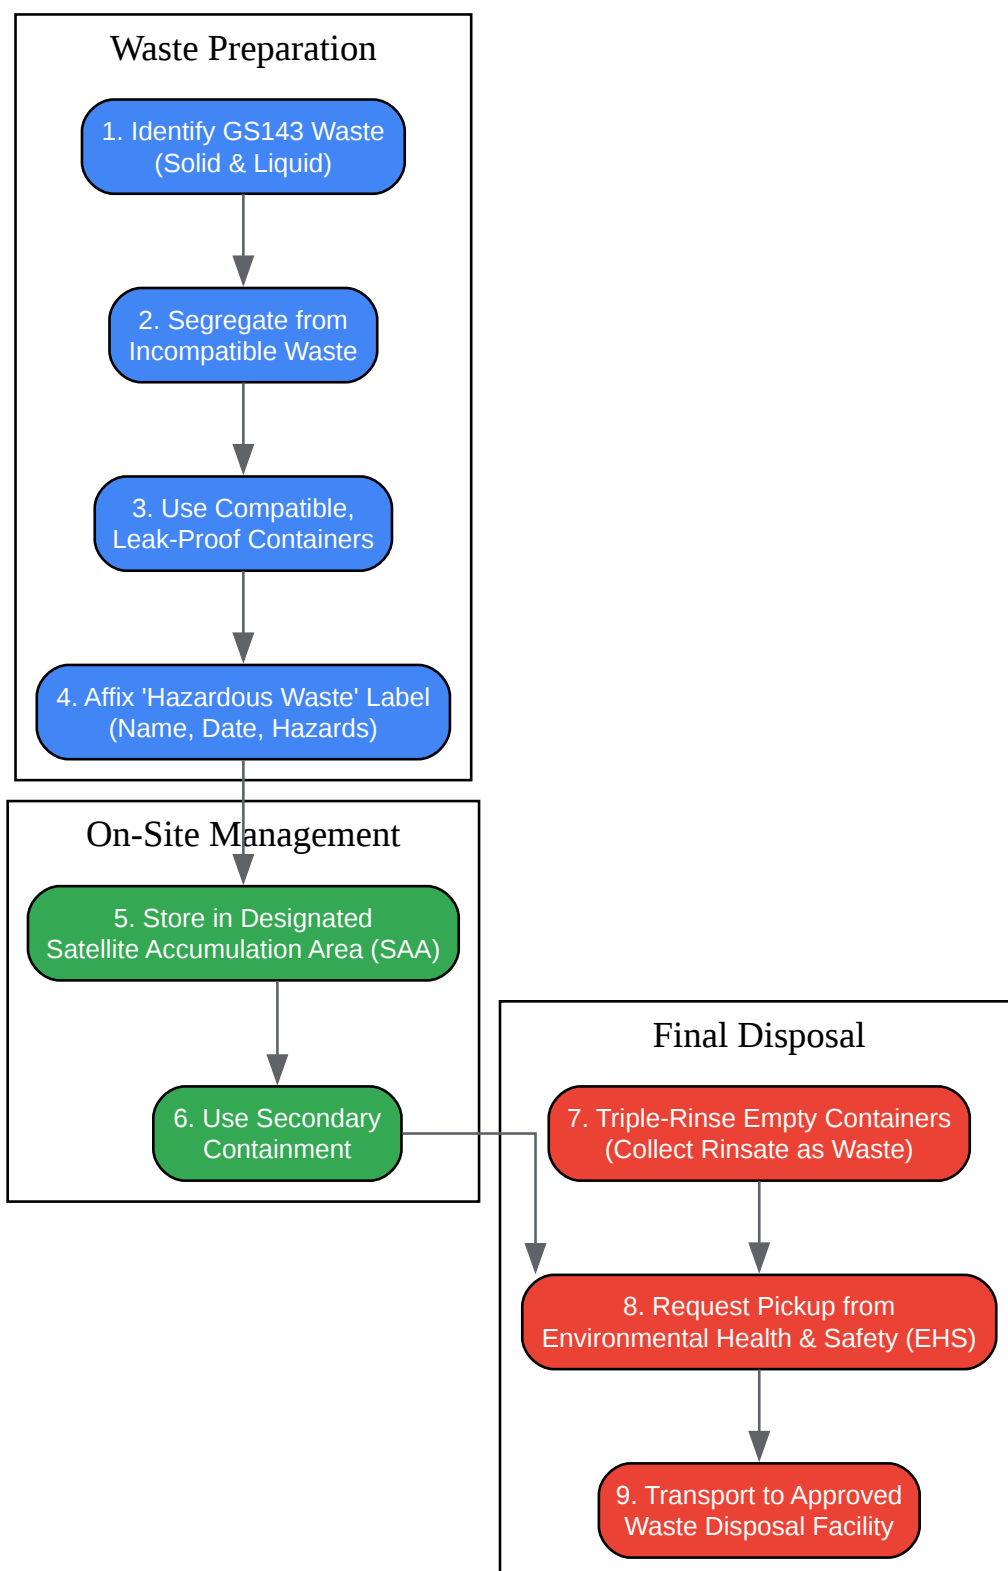 Waste Preparation
1. Identify GS143 Waste
(Solid & Liquid)
2. Segregate from
Incompatible Waste
3. Use Compatible,
Leak-Proof Containers
4. Affix 'Hazardous Waste' Label
(Name, Date, Hazards)
On-Site Management
5. Store in Designated
Satellite Accumulation Area (SAA)
6. Use Secondary
Containment
Final Disposal
7. Triple-Rinse Empty Containers
(Collect Rinsate as Waste)
8. Request Pickup from
Environmental Health & Safety (EHS)
9. Transport to Approved
Waste Disposal Facility